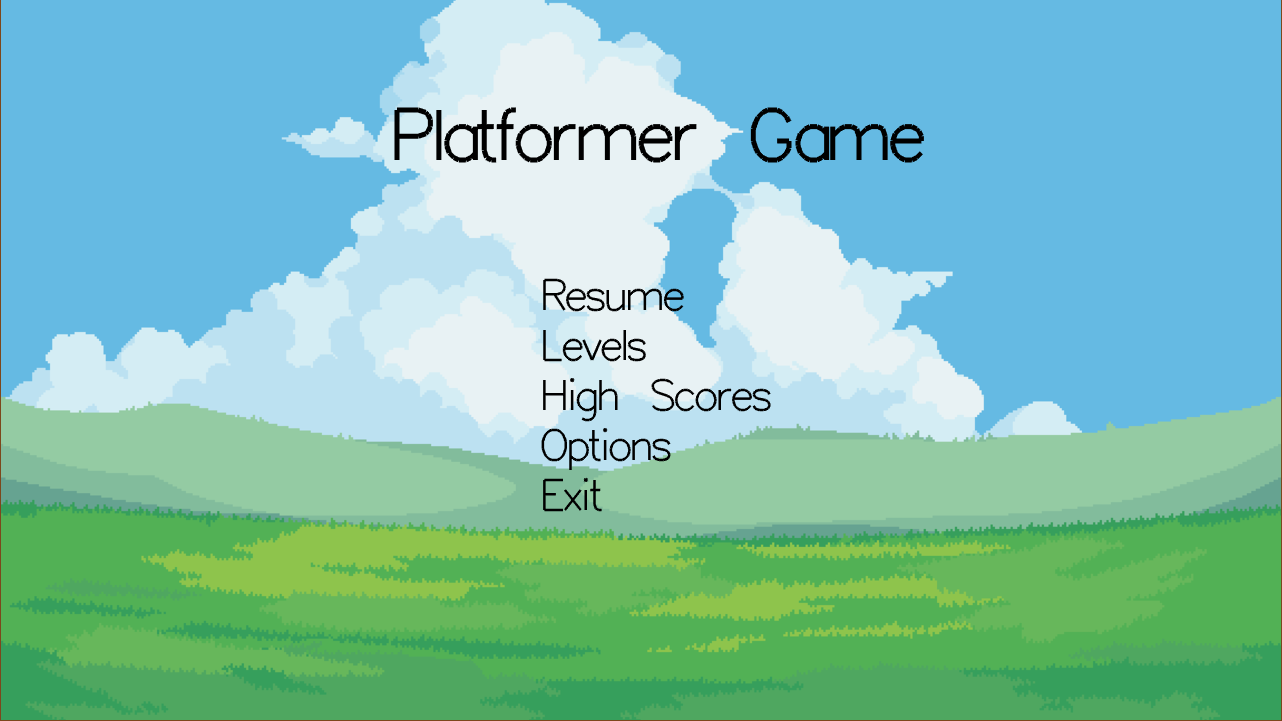 Platformer Game
Resume
Levels
High Scores
Options
Exit